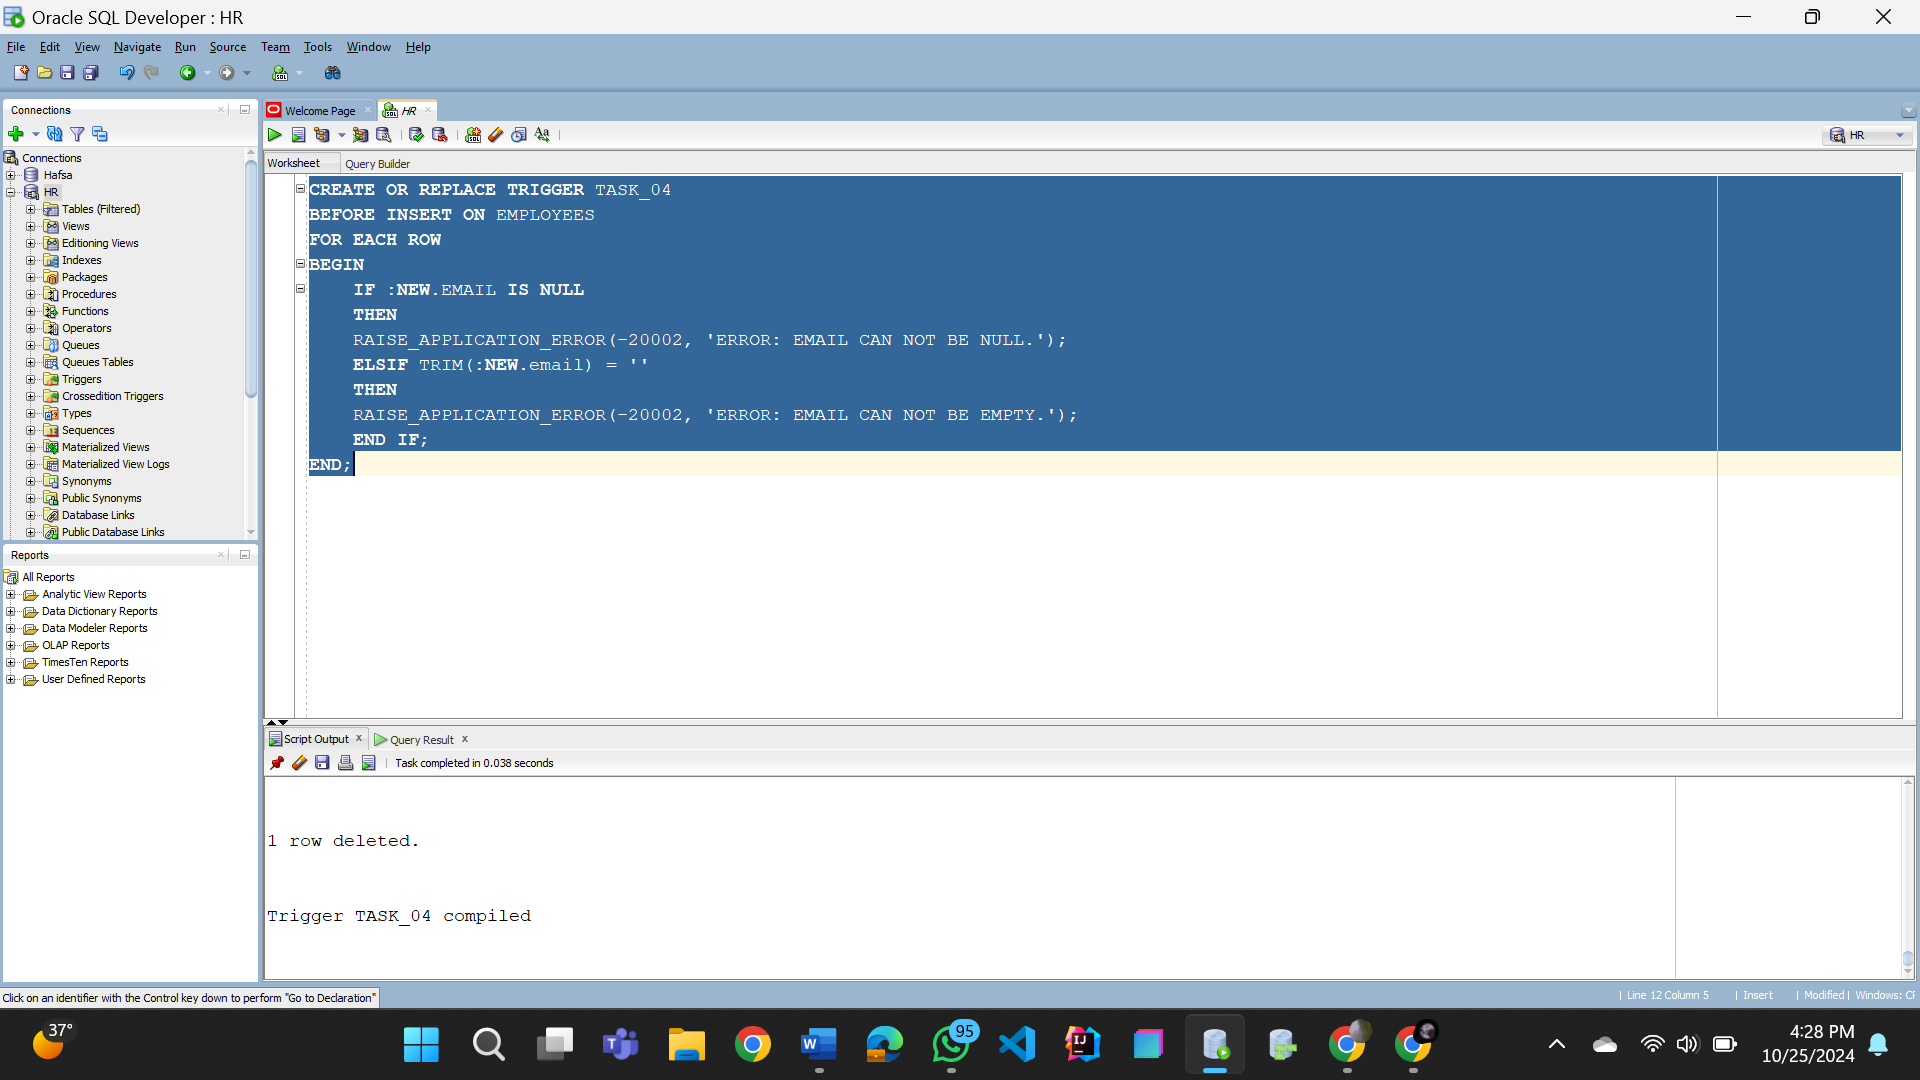 Oracle SQL Developer : HR
File Edit View Navigate Run Source Team Tools Window Help
Connections
Connections
Hafsa
HR
Tables (Filtered)
Views
Editioning Views
Indexes
Packages
Procedures
Functions
Operators
Queues
Queues Tables
Triggers
Crossedition Triggers
Types
Sequences
Materialized Views
Materialized View Logs
Synonyms
Public Synonyms
Database Links
Public Database Links
Reports
All Reports
Analytic View Reports
Data Dictionary Reports
Data Modeler Reports
OLAP Reports
TimesTen Reports
User Defined Reports
Welcome Page HR
HR
Worksheet Query Builder
CREATE OR REPLACE TRIGGER TASK_04
BEFORE INSERT ON EMPLOYEES
FOR EACH ROW
BEGIN
IF :NEW.EMAIL IS NULL
THEN
RAISE_APPLICATION_ERROR(-20002, 'ERROR: EMAIL CAN NOT BE NULL.');
ELSIF TRIM(:NEW.email) = ''
THEN
RAISE_APPLICATION_ERROR(-20002, 'ERROR: EMAIL CAN NOT BE EMPTY.');
END IF;
END;
Script Output Query Result
Task completed in 0.038 seconds
1 row deleted.
Trigger TASK_04 compiled
Click on an identifier with the Control key down to perform "Go to Declaration"
Line 12 Column 5 Insert Modified Windows: CF
37°
95
4:28 PM
10/25/2024